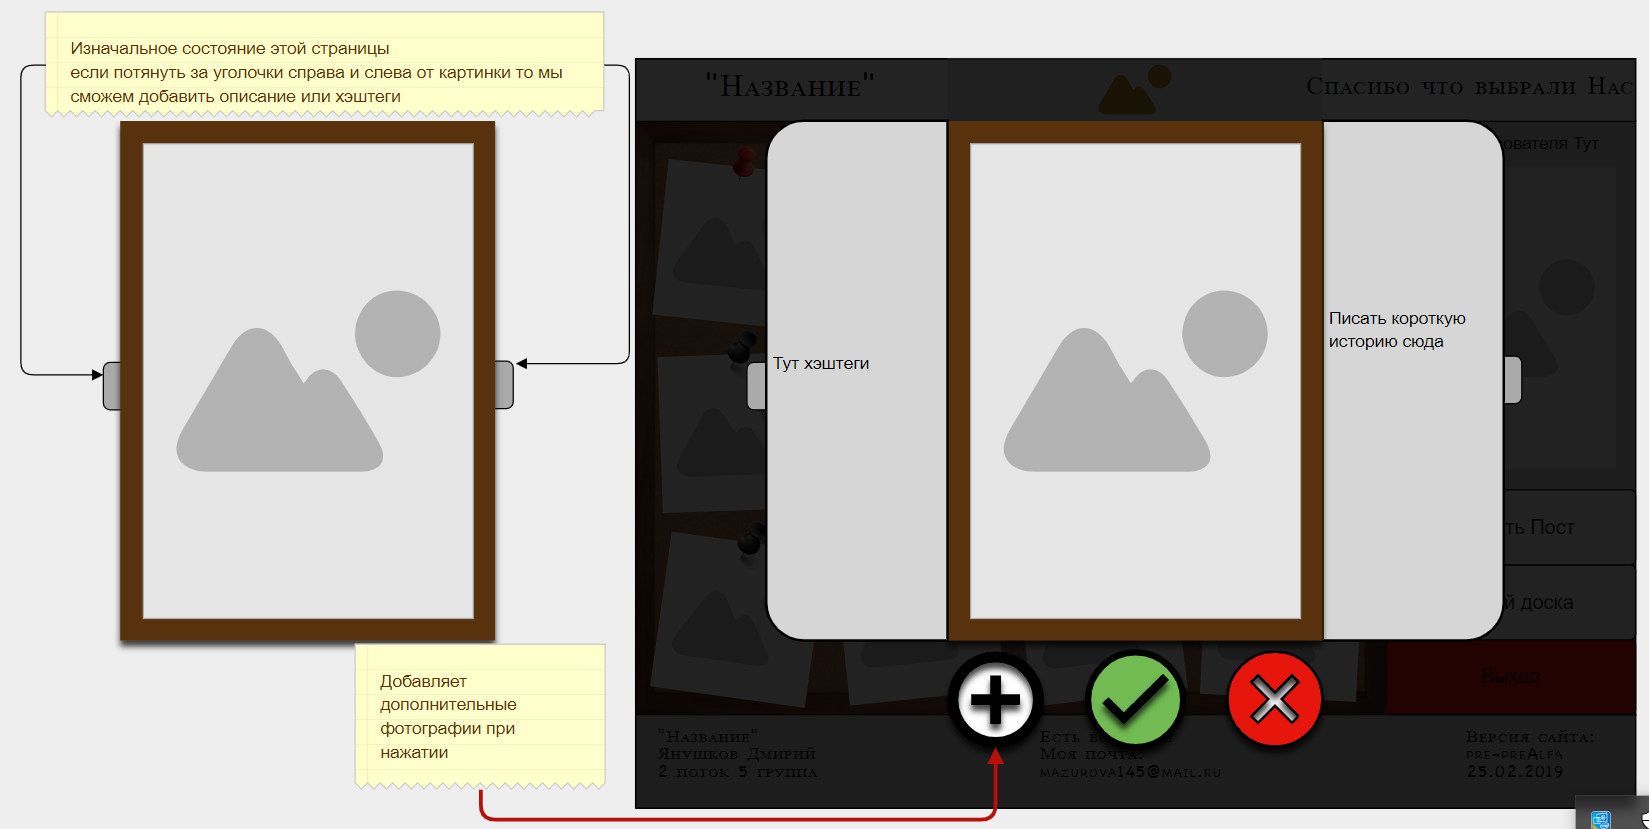 Изначальное состояние этой страницы
если потянуть за уголочки справа и слева от картинки то мы
сможем добавить описание или хэштеги
"Название"
Спасибо что выбрали Нас
ователя Тут
Тут хэштеги
Писать короткую
историю сюда
ть Пост
й доска
Выход
Добавляет
дополнительные
фотографии при
нажатии
"Название"
Янушков Дмирий
2 поток 5 группа
Есть в
Моя почта:
mazurova145@mail.ru
Версия сайта:
pre-preAlfa
25.02.2019